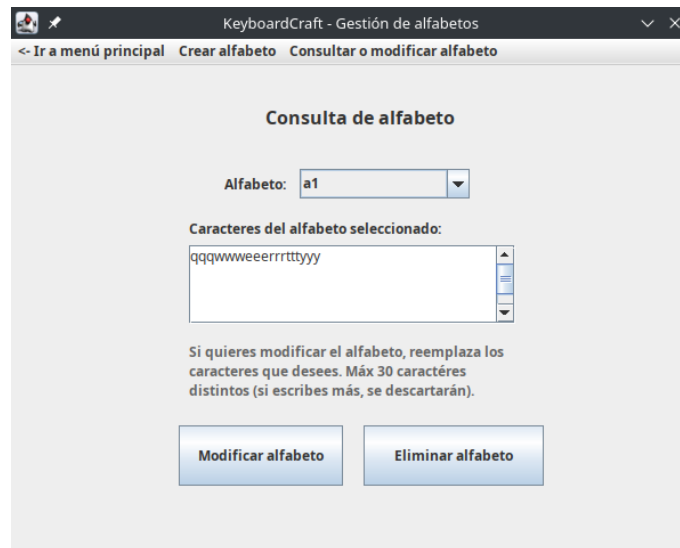 KeyboardCraft - Gestión de alfabetos
<- Ir a menú principal Crear alfabeto Consultar o modificar alfabeto
Consulta de alfabeto
Alfabeto: a1
Caracteres del alfabeto seleccionado:
qqqwwweeerrrtttyyy
Si quieres modificar el alfabeto, reemplaza los
caracteres que desees. Máx 30 caractéres
distintos (si escribes más, se descartarán).
Modificar alfabeto Eliminar alfabeto